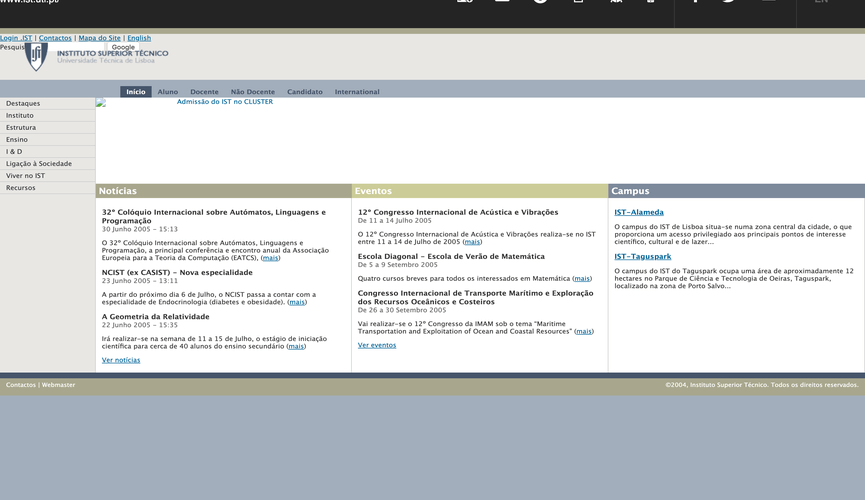 www.ist.utl.pt/
EN
Login .IST | Contactos | Mapa do Site | English
Google
INSTITUTO SUPERIOR TÉCNICO
Universidade Técnica de Lisboa
Início Aluno Docente Não Docente Candidato International
Destaques
Instituto
Estrutura
Ensino
I & D
Ligação à Sociedade
Viver no IST
Recursos
Admissão do IST no CLUSTER
Notícias
32º Colóquio Internacional sobre Autómatos, Linguagens e
Programação
30 Junho 2005 - 15:13
O 32º Colóquio Internacional sobre Autómatos, Linguagens e
Programação, a principal conferência e encontro anual da Associação
Europeia para a Teoria da Computação (EATCS), (mais)
NCIST (ex CASIST) - Nova especialidade
23 Junho 2005 - 13:11
A partir do próximo dia 6 de Julho, o NCIST passa a contar com a
especialidade de Endocrinologia (diabetes e obesidade). (mais)
A Geometria da Relatividade
22 Junho 2005 - 15:35
Irá realizar-se na semana de 11 a 15 de Julho, o estágio de iniciação
científica para cerca de 40 alunos do ensino secundário (mais)
Ver notícias
Eventos
12º Congresso Internacional de Acústica e Vibrações
De 11 a 14 Julho 2005
O 12º Congresso Internacional de Acústica e Vibrações realiza-se no IST
entre 11 a 14 de Julho de 2005 (mais)
Escola Diagonal - Escola de Verão de Matemática
De 5 a 9 Setembro 2005
Quatro cursos breves para todos os interessados em Matemática (mais)
Congresso Internacional de Transporte Marítimo e Exploração
dos Recursos Oceânicos e Costeiros
De 26 a 30 Setembro 2005
Vai realizar-se o 12º Congresso da IMAM sob o tema "Maritime
Transportation and Exploitation of Ocean and Coastal Resources" (mais)
Ver eventos
Campus
IST-Alameda
O campus do IST de Lisboa situa-se numa zona central da cidade, o que
proporciona um acesso privilegiado aos principais pontos de interesse
científico, cultural e de lazer...
IST-Taguspark
O campus do IST do Taguspark ocupa uma área de aproximadamente 12
hectares no Parque de Ciência e Tecnologia de Oeiras, Taguspark,
localizado na zona de Porto Salvo...
Contactos | Webmaster
©2004, Instituto Superior Técnico. Todos os direitos reservados.